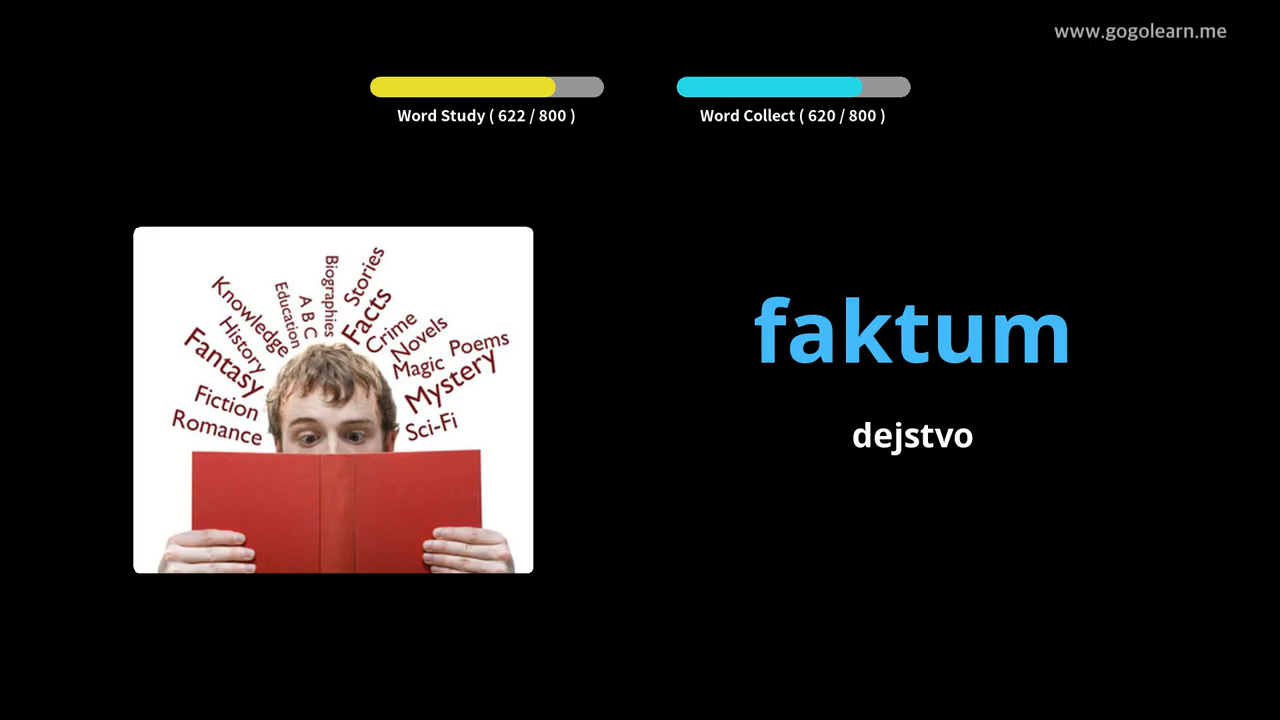 www.gogolearn.me
Word Study ( 622 / 800 )
Word Collect ( 620 / 800 )
Biographies
Stories
Education
A B C
Facts
Knowledge
Crime
History
Novels
Fantasy
Magic
Poems
Mystery
Fiction
Romance
Sci-Fi
faktum
dejstvo